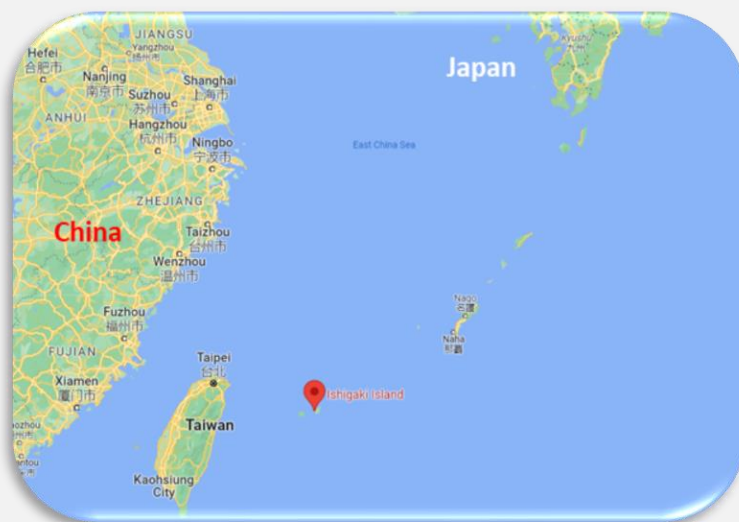 JIANGSU
Hefei
合肥市
Yangzhou
扬州市
Nanjing
南京市
Suzhou
苏州市
Shanghai
上海市
ANHUI
Hangzhou
杭州市
Ningbo
宁波市
ZHEJIANG
China
Taizhou
台州市
Wenzhou
温州市
Fuzhou
福州市
FUJIAN
Xiamen
厦门市
Taipei
台北
Taiwan
Kaohsiung
City
Japan
Kyushu
九州
East China Sea
Nago
名護
Naha
那覇
Ishigaki Island